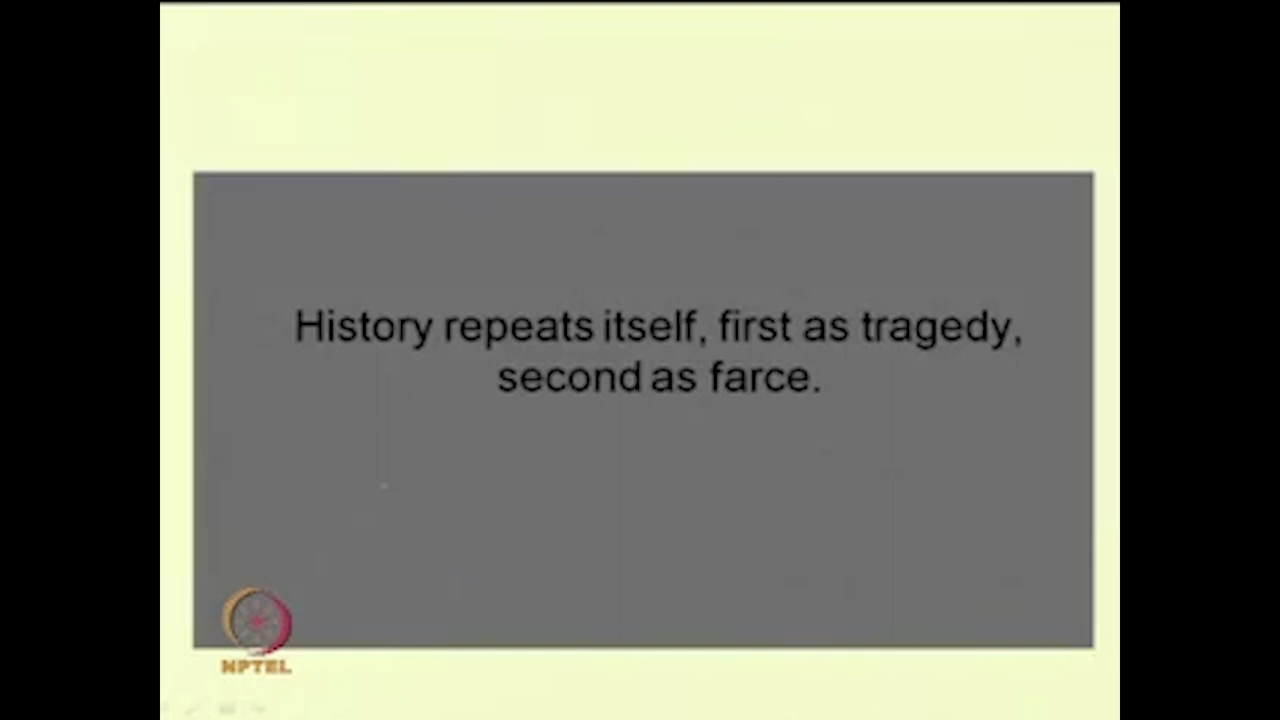 History repeats itself, first as tragedy,
second as farce.
NPTEL